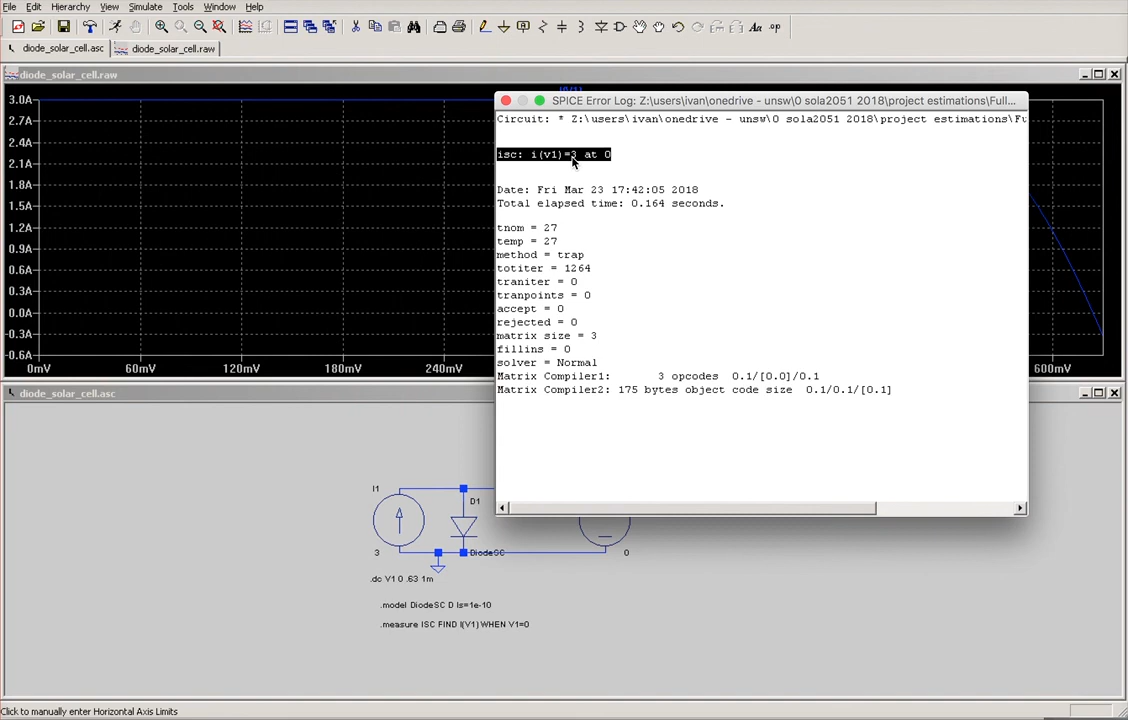 File Edit Hierarchy View Simulate Tools Window Help
diode_solar_cell.asc diode_solar_cell.raw
diode_solar_cell.raw
3.0A
2.7A
2.4A
2.1A
1.8A
1.5A
1.2A
0.9A
0.6A
0.3A
0.0A
-0.3A
-0.6A
0mV 60mV 120mV 180mV 240mV 600mV
SPICE Error Log: Z:\users\ivan\onedrive - unsw\0 sola2051 2018\project estimations\Full...
Circuit: * Z:\users\ivan\onedrive - unsw\0 sola2051 2018\project estimations\Fu
isc: i(v1)=3 at 0
Date: Fri Mar 23 17:42:05 2018
Total elapsed time: 0.164 seconds.
tnom = 27
temp = 27
method = trap
totiter = 1264
traniter = 0
tranpoints = 0
accept = 0
rejected = 0
matrix size = 3
fillins = 0
solver = Normal
Matrix Compiler1: 3 opcodes 0.1/[0.0]/0.1
Matrix Compiler2: 175 bytes object code size 0.1/0.1/[0.1]
diode_solar_cell.asc
I1
D1
3 DiodeSC 0
.dc V1 0 .63 1m
.model DiodeSC D Is=1e-10
.measure ISC FIND I(V1) WHEN V1=0
Click to manually enter Horizontal Axis Limits